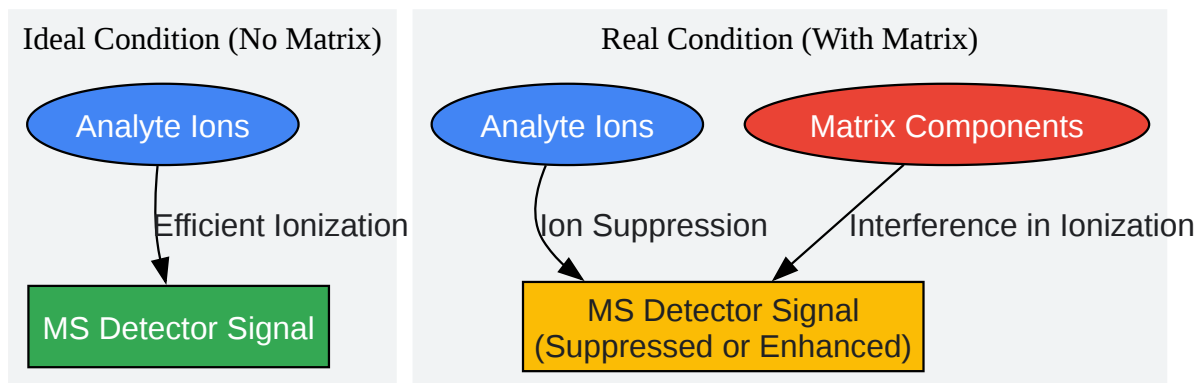 Ideal Condition (No Matrix)
Analyte Ions
Efficient Ionization
MS Detector Signal
Real Condition (With Matrix)
Analyte Ions
Matrix Components
Ion Suppression
Interference in Ionization
MS Detector Signal
(Suppressed or Enhanced)